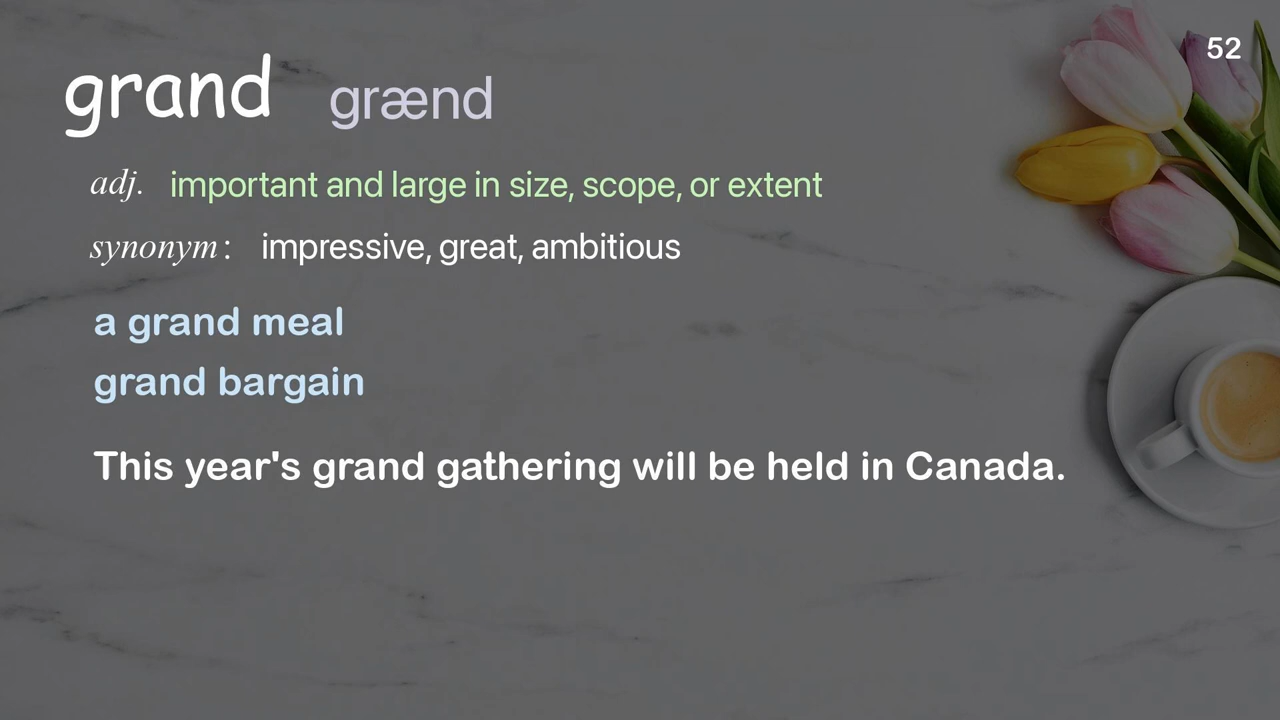 52
grand grænd
adj. important and large in size, scope, or extent
synonym: impressive, great, ambitious
a grand meal
grand bargain
This year's grand gathering will be held in Canada.